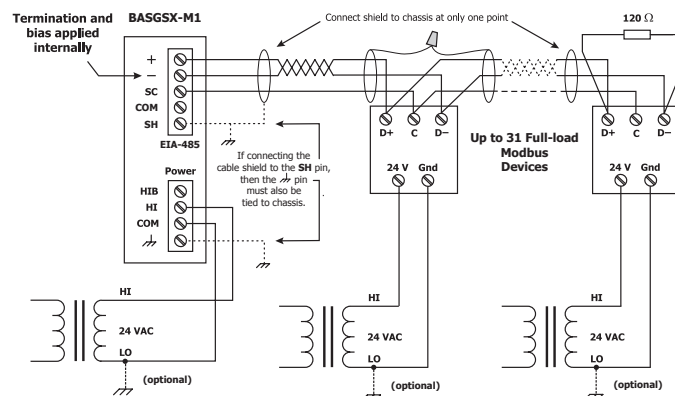 Termination and
bias applied
internally
BASGSX-M1
Connect shield to chassis at only one point
120 Ω
+
−
SC
COM
SH
EIA-485
D+ C D−
D+ C D−
Up to 31 Full-load
Modbus
Devices
If connecting the
cable shield to the SH pin,
then the pin
must also be
tied to chassis.
Power
HIB
HI
COM
24 V Gnd
24 V Gnd
HI
24 VAC
LO
(optional)
HI
24 VAC
LO
(optional)
HI
24 VAC
LO
(optional)